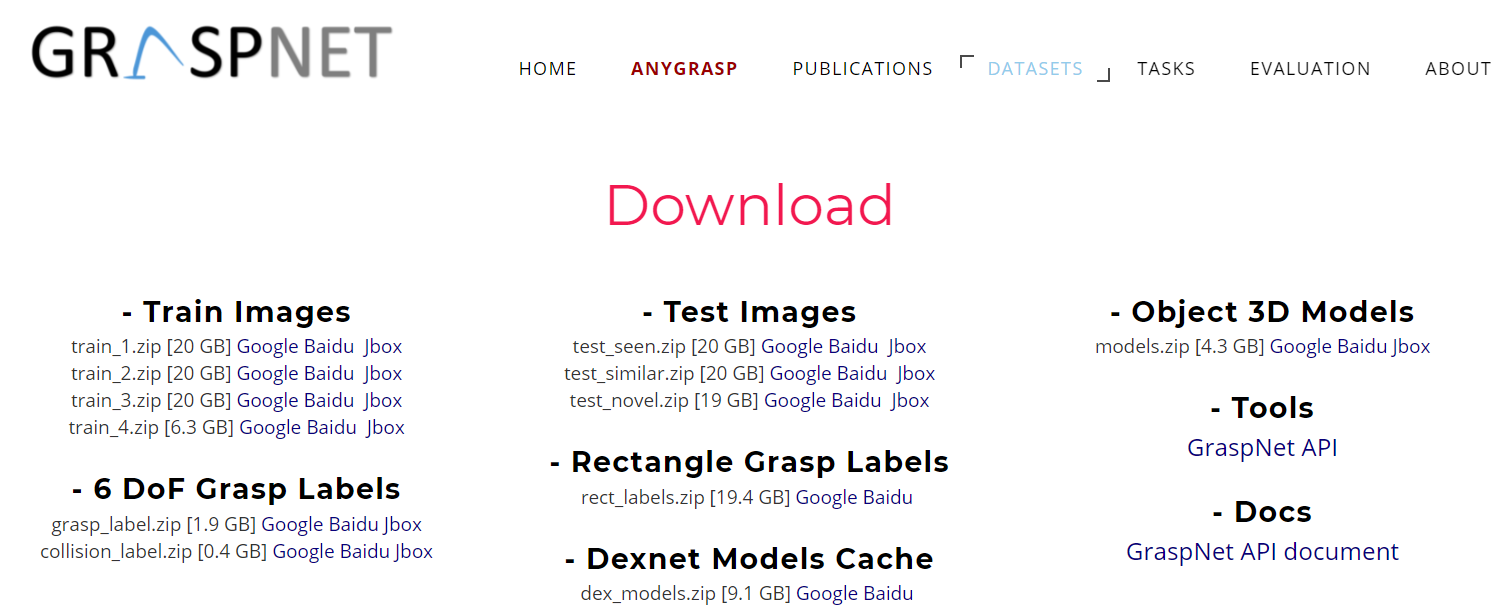 GRASPNET
HOME ANYGRASP PUBLICATIONS DATASETS TASKS EVALUATION ABOUT
Download
- Train Images
train_1.zip [20 GB] Google Baidu Jbox
train_2.zip [20 GB] Google Baidu Jbox
train_3.zip [20 GB] Google Baidu Jbox
train_4.zip [6.3 GB] Google Baidu Jbox
- 6 DoF Grasp Labels
grasp_label.zip [1.9 GB] Google Baidu Jbox
collision_label.zip [0.4 GB] Google Baidu Jbox
- Test Images
test_seen.zip [20 GB] Google Baidu Jbox
test_similar.zip [20 GB] Google Baidu Jbox
test_novel.zip [19 GB] Google Baidu Jbox
- Rectangle Grasp Labels
rect_labels.zip [19.4 GB] Google Baidu
- Dexnet Models Cache
dex_models.zip [9.1 GB] Google Baidu
- Object 3D Models
models.zip [4.3 GB] Google Baidu Jbox
- Tools
GraspNet API
- Docs
GraspNet API document